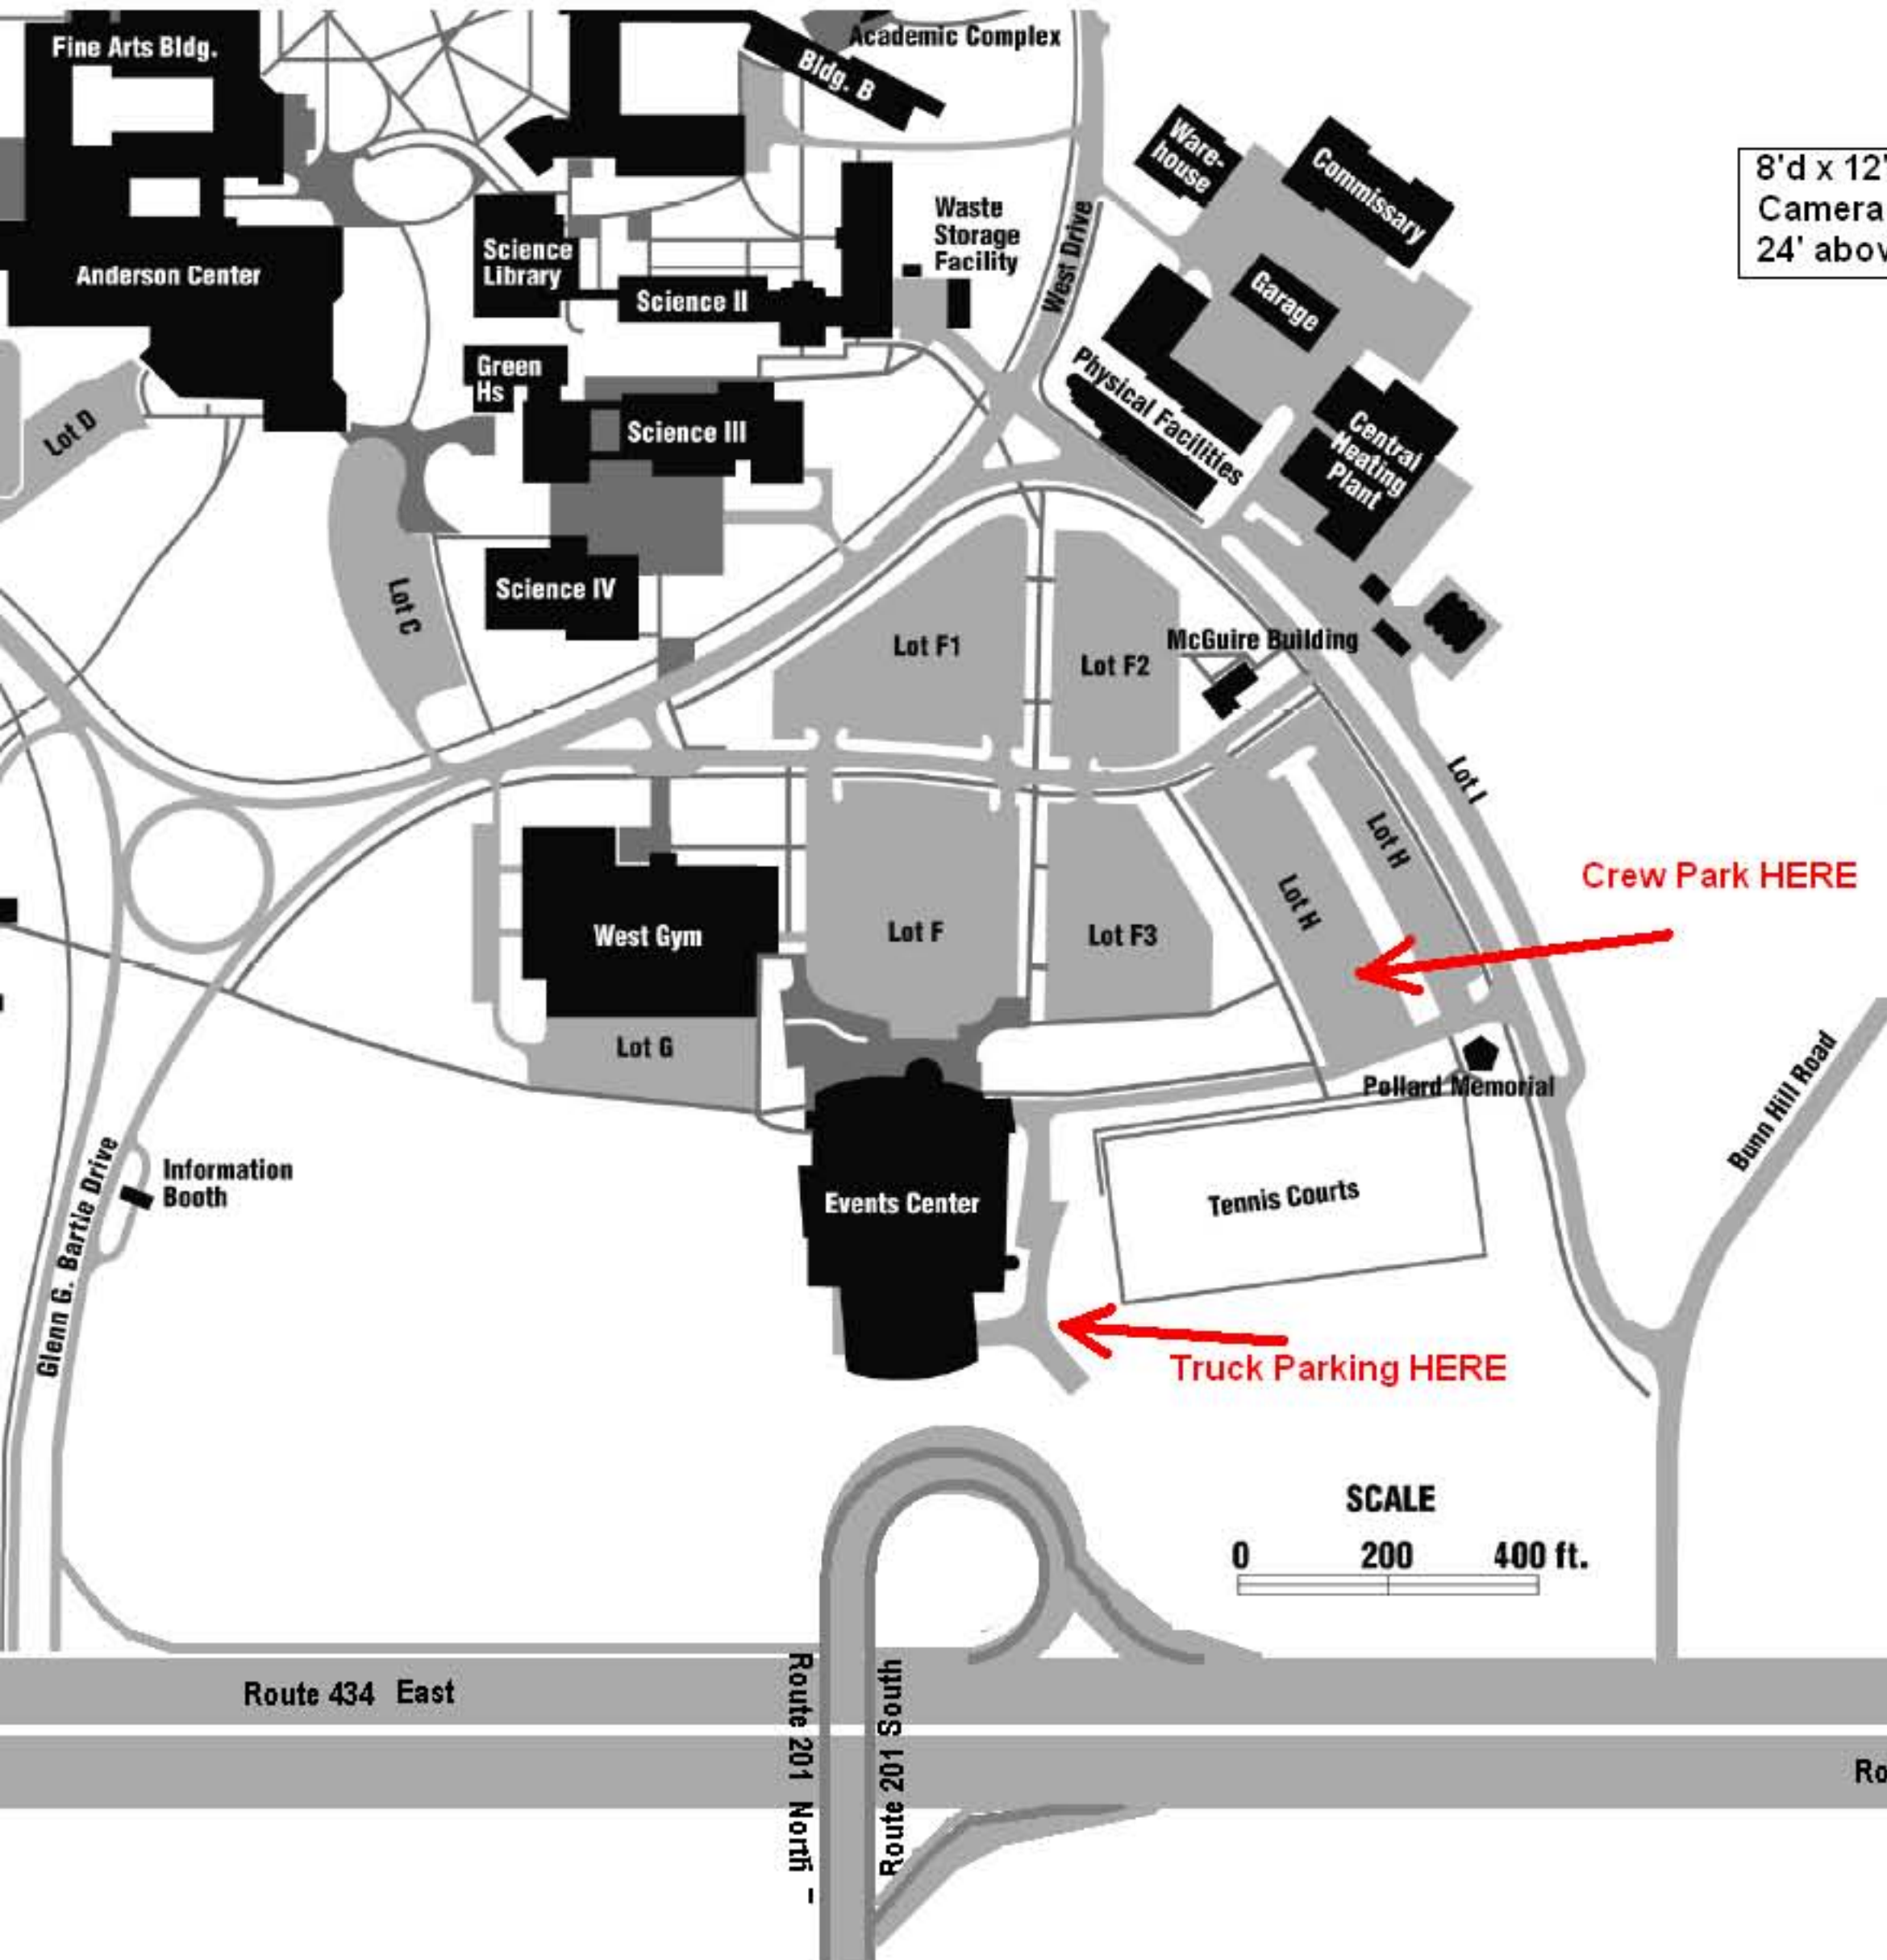 Fine Arts Bldg.
Academic Complex
Bldg. B
Ware-
house
Commissary
8'd x 12'
Camera
24' above
Waste
Storage
Facility
West Drive
Anderson Center
Science
Library
Science II
Garage
Green
Hs
Physical Facilities
Central
Heating
Plant
Lot D
Science III
Lot C
Science IV
Lot F1
Lot F2
McGuire Building
Lot I
Lot H
Lot H
Crew Park HERE
West Gym
Lot F
Lot F3
Lot G
Pollard Memorial
Bunn Hill Road
Information
Booth
Glenn G. Bartle Drive
Events Center
Tennis Courts
Truck Parking HERE
SCALE
0 200 400 ft.
Route 434 East
Route 201 North -
Route 201 South
Ro